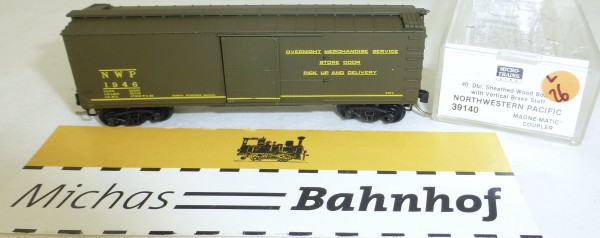 NWP
1946
OVERNIGHT MERCHANDISE SERVICE
STORE DOOR
PICK UP AND DELIVERY
MICRO
TRAINS
40' Dbl. Sheathed-Wood
with Vertical Brake Staff
NORTHWESTERN PACIFIC
39140
MAGNE-MATIC-
COUPLER
26
Michas Bahnhof